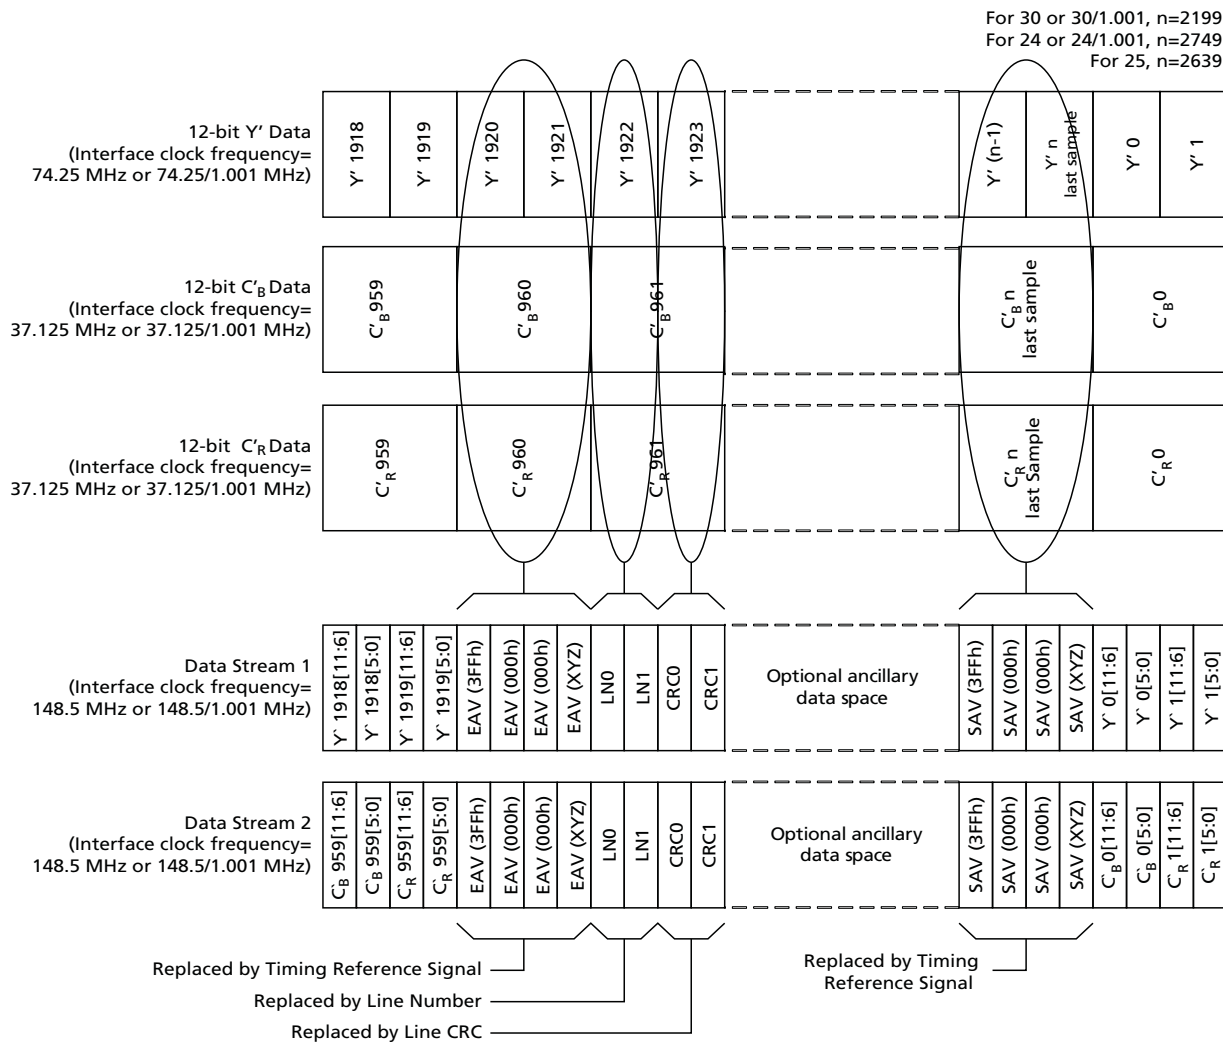 For 30 or 30/1.001, n=2199
For 24 or 24/1.001, n=2749
For 25, n=2639
12-bit Y' Data
(Interface clock frequency=
74.25 MHz or 74.25/1.001 MHz)
Y' 1918
Y' 1919
Y' 1920
Y' 1921
Y' 1922
Y' 1923
Y' (n-1)
Y' n
last sample
Y' 0
Y' 1
12-bit C'B Data
(Interface clock frequency=
37.125 MHz or 37.125/1.001 MHz)
C'B 959
C'B 960
C'B 961
C'B n
last sample
C'B 0
12-bit C'R Data
(Interface clock frequency=
37.125 MHz or 37.125/1.001 MHz)
C'R 959
C'R 960
C'R 961
C'R n
last Sample
C'R 0
Data Stream 1
(Interface clock frequency=
148.5 MHz or 148.5/1.001 MHz)
Y` 1918[11:6]
Y` 1918[5:0]
Y` 1919[11:6]
Y` 1919[5:0]
EAV (3FFh)
EAV (000h)
EAV (000h)
EAV (XYZ)
LN0
LN1
CRC0
CRC1
Optional ancillary
data space
SAV (3FFh)
SAV (000h)
SAV (000h)
SAV (XYZ)
Y` 0[11:6]
Y` 0[5:0]
Y` 1[11:6]
Y` 1[5:0]
Data Stream 2
(Interface clock frequency=
148.5 MHz or 148.5/1.001 MHz)
C`B 959[11:6]
C`B 959[5:0]
C`R 959[11:6]
C`R 959[5:0]
EAV (3FFh)
EAV (000h)
EAV (000h)
EAV (XYZ)
LN0
LN1
CRC0
CRC1
Optional ancillary
data space
SAV (3FFh)
SAV (000h)
SAV (000h)
SAV (XYZ)
C`B 0[11:6]
C`B 0[5:0]
C`R 1[11:6]
C`R 1[5:0]
Replaced by Timing Reference Signal
Replaced by Line Number
Replaced by Line CRC
Replaced by Timing
Reference Signal